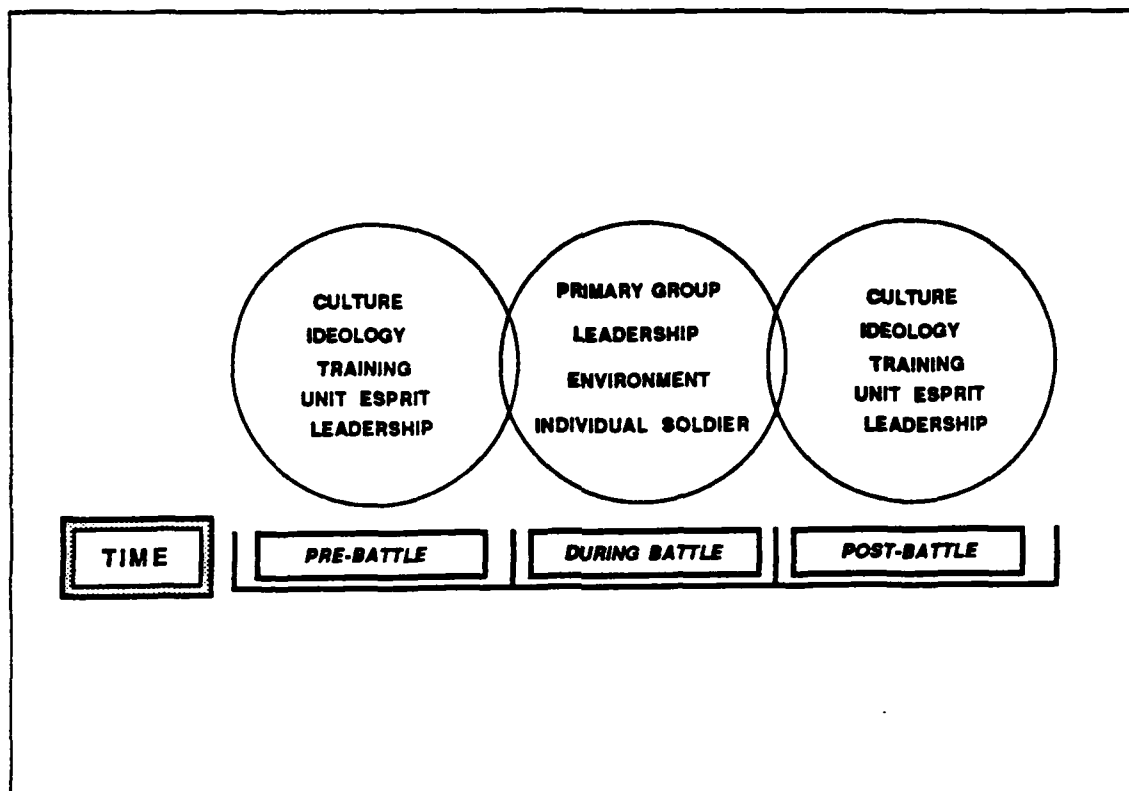 CULTURE
IDEOLOGY
TRAINING
UNIT ESPRIT
LEADERSHIP
PRIMARY GROUP
LEADERSHIP
ENVIRONMENT
INDIVIDUAL SOLDIER
CULTURE
IDEOLOGY
TRAINING
UNIT ESPRIT
LEADERSHIP
TIME
PRE-BATTLE
DURING BATTLE
POST-BATTLE